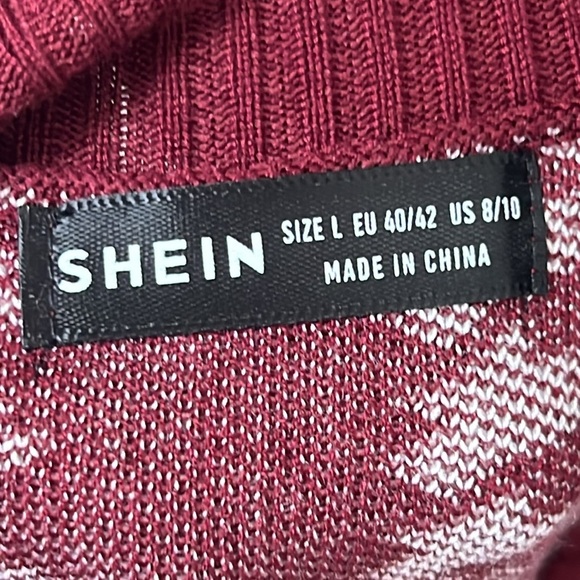 SHEIN
SIZE L EU 40/42 US 8/10
MADE IN CHINA